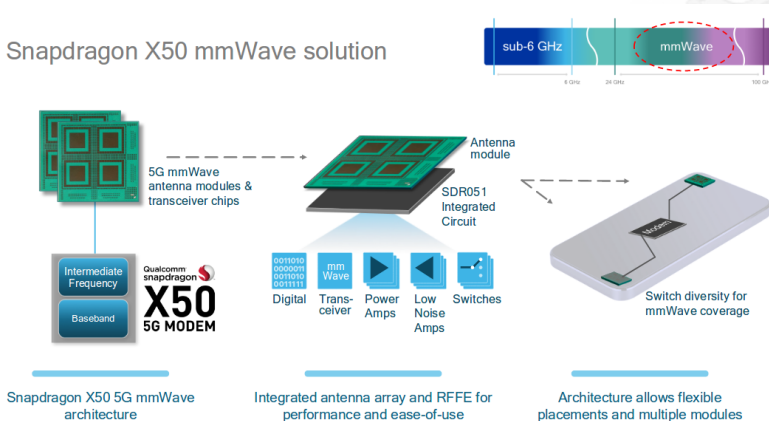 Snapdragon X50 mmWave solution
sub-6 GHz
mmWave
6 GHz
24 GHz
100 GH
5G mmWave
antenna modules &
transceiver chips
Intermediate
Frequency
Baseband
Qualcomm
snapdragon
X50
5G MODEM
Antenna
module
SDR051
Integrated
Circuit
0011010
0000011
0011010
0011111
mm
Wave
Digital
Trans-
ceiver
Power
Amps
Low
Noise
Amps
Switches
Modem
Switch diversity for
mmWave coverage
Snapdragon X50 5G mmWave
architecture
Integrated antenna array and RFFE for
performance and ease-of-use
Architecture allows flexible
placements and multiple modules